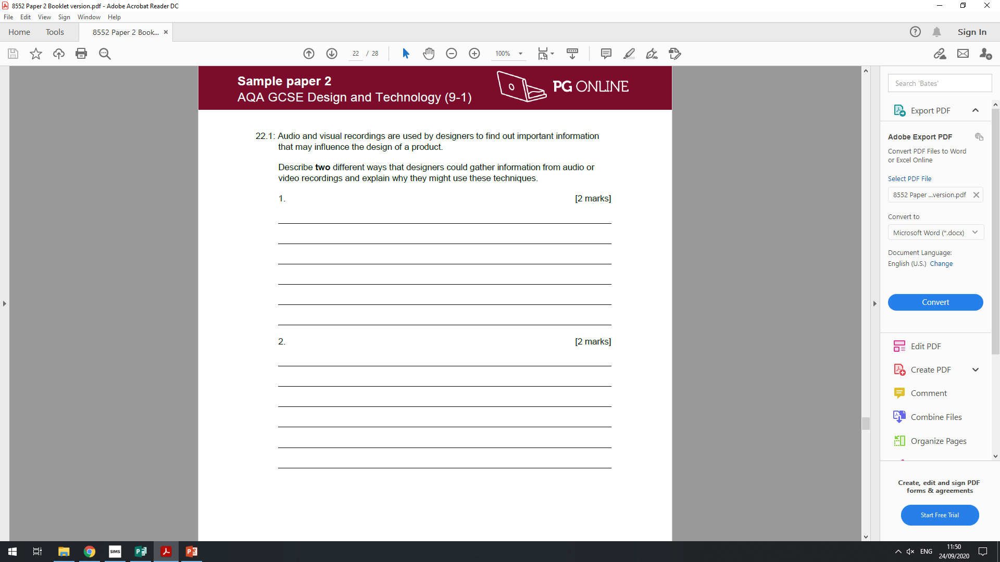 8552 Paper 2 Booklet version.pdf - Adobe Acrobat Reader DC
File Edit View Sign Window Help
Home Tools 8552 Paper 2 Book... × Sign In
22 / 28 100%
Sample paper 2
AQA GCSE Design and Technology (9-1)
PG ONLINE
22.1: Audio and visual recordings are used by designers to find out important information
that may influence the design of a product.
Describe two different ways that designers could gather information from audio or
video recordings and explain why they might use these techniques.
1. [2 marks]
2. [2 marks]
Search 'Bates'
Export PDF
Adobe Export PDF
Convert PDF Files to Word
or Excel Online
Select PDF File
8552 Paper ...version.pdf
Convert to
Microsoft Word (*.docx)
Document Language:
English (U.S.) Change
Convert
Edit PDF
Create PDF
Comment
Combine Files
Organize Pages
Create, edit and sign PDF
forms & agreements
Start Free Trial
SIMS
ENG
11:50
24/09/2020